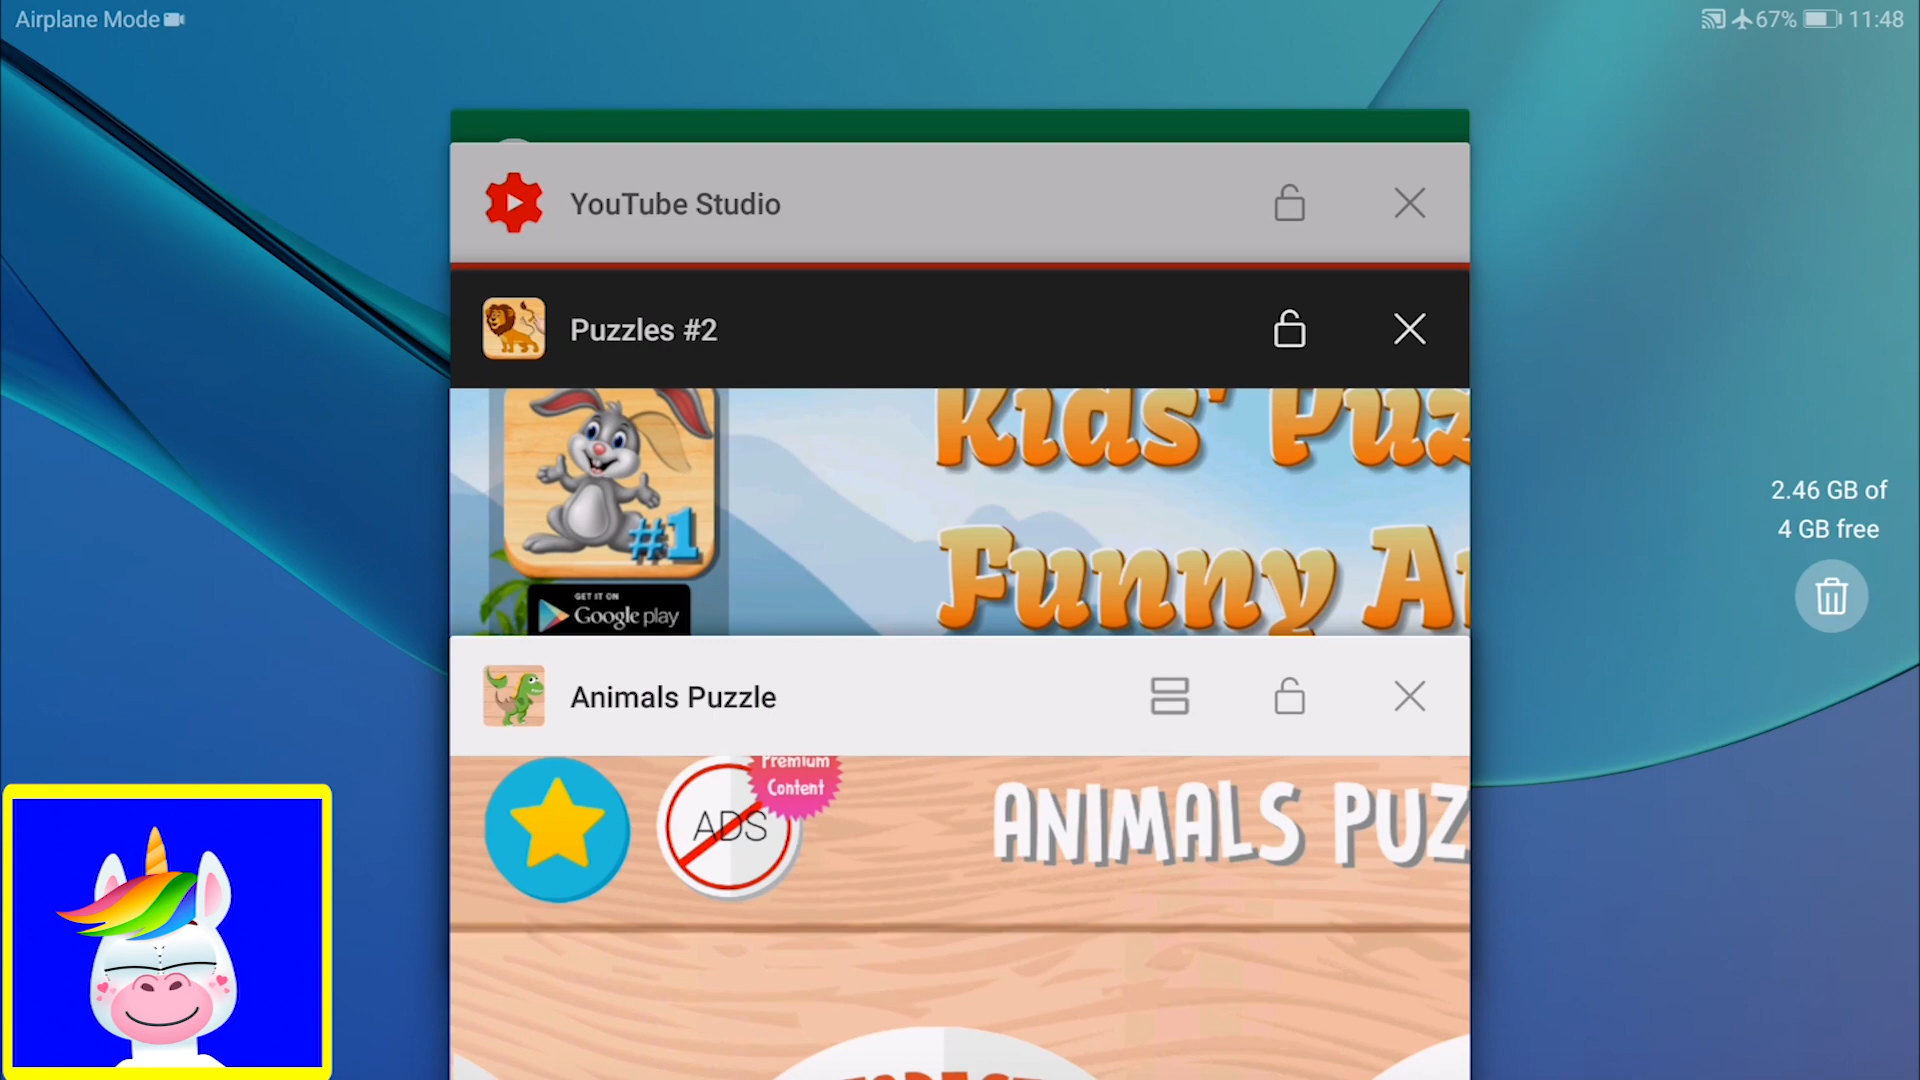 Airplane Mode
67% 11:48
YouTube Studio
Puzzles #2
Kids' Puz
#1
Funny A
GET IT ON
Google play
2.46 GB of
4 GB free
Animals Puzzle
Premium
Content
ADS
ANIMALS PUZ